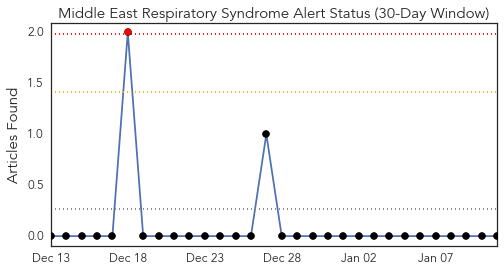 Middle East Respiratory Syndrome Alert Status (30-Day Window)
Articles Found
2.0
1.5
1.0
0.5
0.0
Dec 13 Dec 18 Dec 23 Dec 28 Jan 02 Jan 07